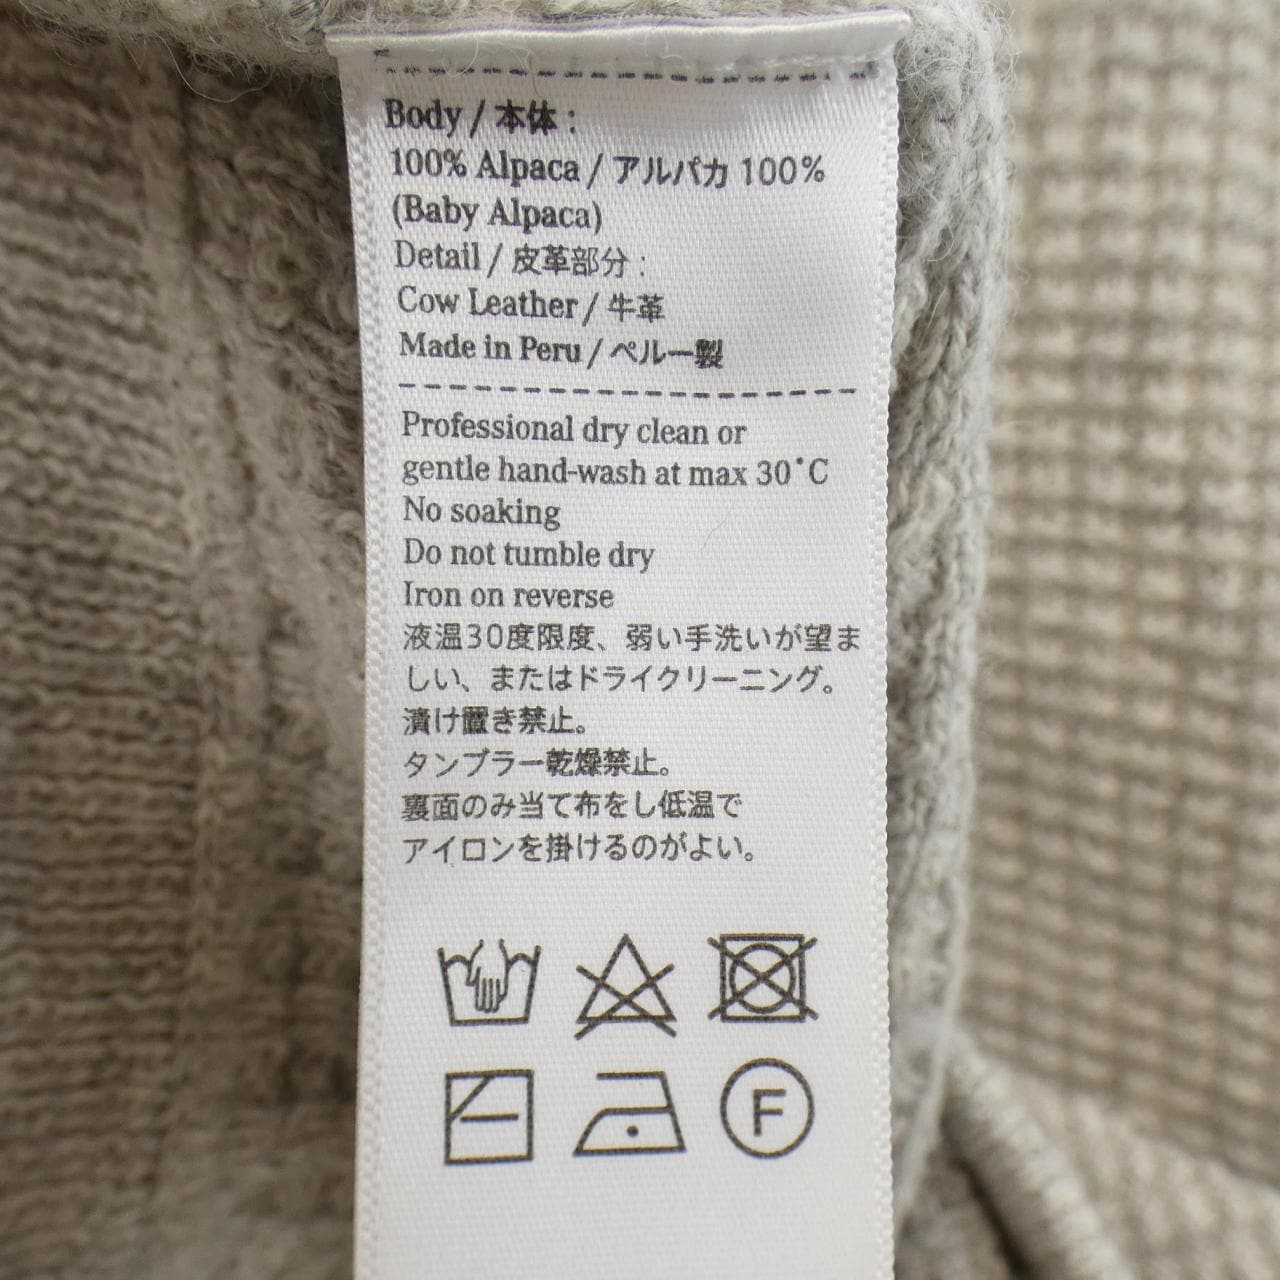 Body / 本体 :
100% Alpaca / アルパカ 100%
(Baby Alpaca)
Detail / 皮革部分 :
Cow Leather / 牛革
Made in Peru / ペルー製
Professional dry clean or
gentle hand-wash at max 30°C
No soaking
Do not tumble dry
Iron on reverse
液温30度限度、弱い手洗いが望ま
しい、またはドライクリーニング。
漬け置き禁止。
タンブラー乾燥禁止。
裏面のみ当て布をし低温で
アイロンを掛けるのがよい。
F